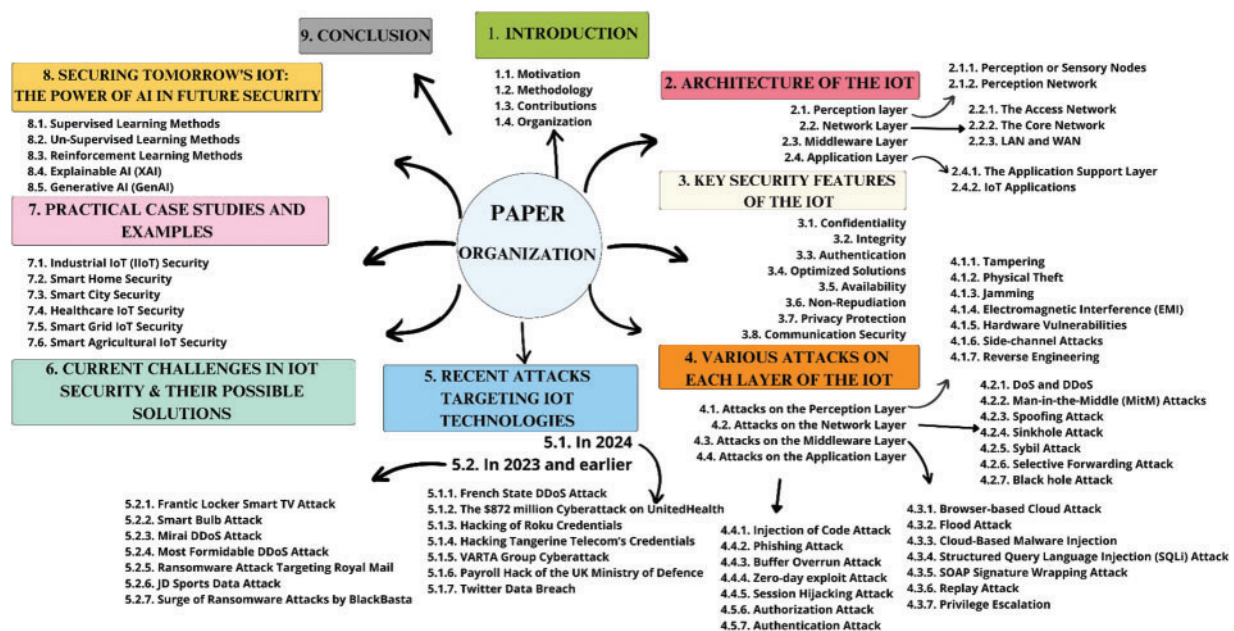 PAPER
ORGANIZATION
1. INTRODUCTION
1.1. Motivation
1.2. Methodology
1.3. Contributions
1.4. Organization
2. ARCHITECTURE OF THE IOT
2.1. Perception layer
2.2. Network Layer
2.3. Middleware Layer
2.4. Application Layer
2.1.1. Perception or Sensory Nodes
2.1.2. Perception Network
2.2.1. The Access Network
2.2.2. The Core Network
2.2.3. LAN and WAN
2.4.1. The Application Support Layer
2.4.2. IoT Applications
3. KEY SECURITY FEATURES
OF THE IOT
3.1. Confidentiality
3.2. Integrity
3.3. Authentication
3.4. Optimized Solutions
3.5. Availability
3.6. Non-Repudiation
3.7. Privacy Protection
3.8. Communication Security
4. VARIOUS ATTACKS ON
EACH LAYER OF THE IOT
4.1. Attacks on the Perception Layer
4.2. Attacks on the Network Layer
4.3. Attacks on the Middleware Layer
4.4. Attacks on the Application Layer
4.1.1. Tampering
4.1.2. Physical Theft
4.1.3. Jamming
4.1.4. Electromagnetic Interference (EMI)
4.1.5. Hardware Vulnerabilities
4.1.6. Side-channel Attacks
4.1.7. Reverse Engineering
4.2.1. DoS and DDoS
4.2.2. Man-in-the-Middle (MitM) Attacks
4.2.3. Spoofing Attack
4.2.4. Sinkhole Attack
4.2.5. Sybil Attack
4.2.6. Selective Forwarding Attack
4.2.7. Black hole Attack
4.3.1. Browser-based Cloud Attack
4.3.2. Flood Attack
4.3.3. Cloud-Based Malware Injection
4.3.4. Structured Query Language Injection (SQLi) Attack
4.3.5. SOAP Signature Wrapping Attack
4.3.6. Replay Attack
4.3.7. Privilege Escalation
4.4.1. Injection of Code Attack
4.4.2. Phishing Attack
4.4.3. Buffer Overrun Attack
4.4.4. Zero-day exploit Attack
4.4.5. Session Hijacking Attack
4.5.6. Authorization Attack
4.5.7. Authentication Attack
5. RECENT ATTACKS
TARGETING IOT
TECHNOLOGIES
5.1. In 2024
5.2. In 2023 and earlier
5.1.1. French State DDoS Attack
5.1.2. The $872 million Cyberattack on UnitedHealth
5.1.3. Hacking of Roku Credentials
5.1.4. Hacking Tangerine Telecom's Credentials
5.1.5. VARTA Group Cyberattack
5.1.6. Payroll Hack of the UK Ministry of Defence
5.1.7. Twitter Data Breach
5.2.1. Frantic Locker Smart TV Attack
5.2.2. Smart Bulb Attack
5.2.3. Mirai DDoS Attack
5.2.4. Most Formidable DDoS Attack
5.2.5. Ransomware Attack Targeting Royal Mail
5.2.6. JD Sports Data Attack
5.2.7. Surge of Ransomware Attacks by BlackBasta
6. CURRENT CHALLENGES IN IOT
SECURITY & THEIR POSSIBLE
SOLUTIONS
7. PRACTICAL CASE STUDIES AND
EXAMPLES
7.1. Industrial IoT (IIoT) Security
7.2. Smart Home Security
7.3. Smart City Security
7.4. Healthcare IoT Security
7.5. Smart Grid IoT Security
7.6. Smart Agricultural IoT Security
8. SECURING TOMORROW'S IOT:
THE POWER OF AI IN FUTURE SECURITY
8.1. Supervised Learning Methods
8.2. Un-Supervised Learning Methods
8.3. Reinforcement Learning Methods
8.4. Explainable AI (XAI)
8.5. Generative AI (GenAI)
9. CONCLUSION